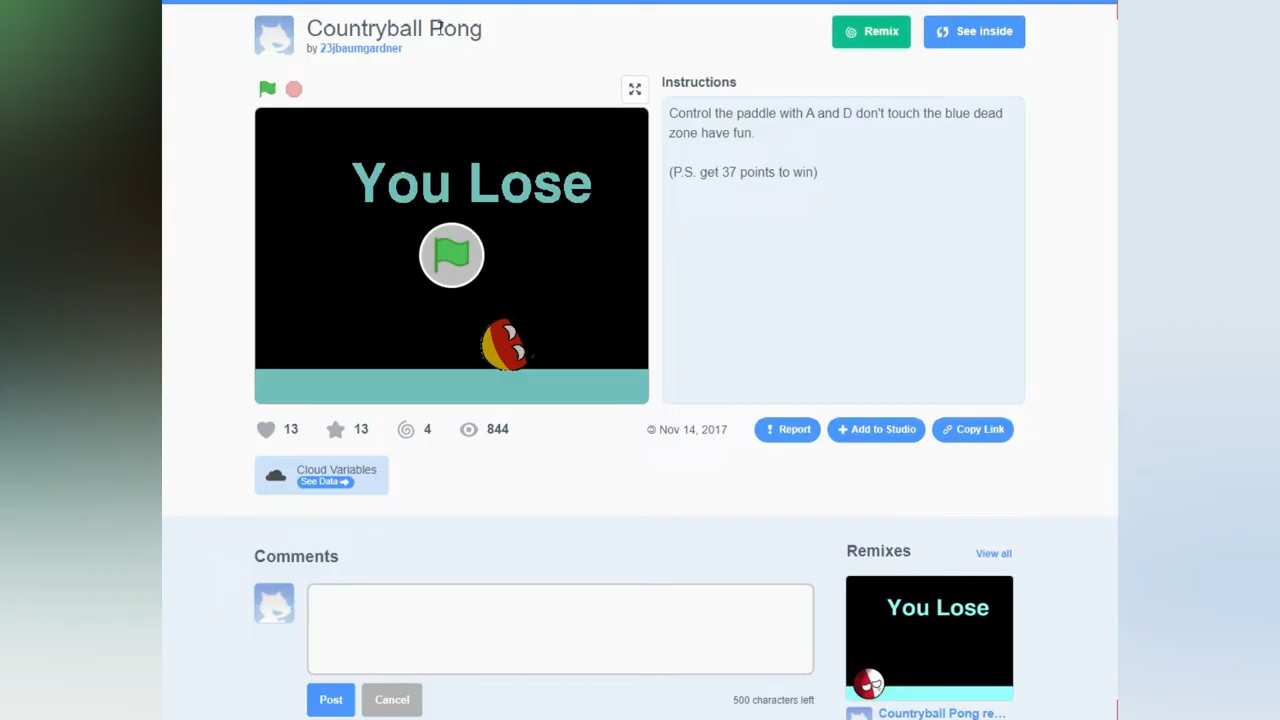 Countryball Pong
by 23jbaumgardner
Remix
See inside
Instructions
Control the paddle with A and D don't touch the blue dead
zone have fun.
(P.S. get 37 points to win)
You Lose
13
13
4
844
Nov 14, 2017
Report
Add to Studio
Copy Link
Cloud Variables
See Data
Comments
Remixes
View all
You Lose
Post
Cancel
500 characters left
Countryball Pong re...